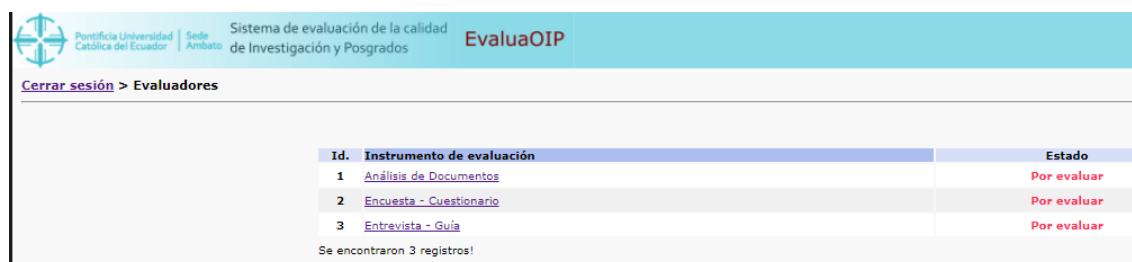 Pontificia Universidad Católica del Ecuador | Sede Ambato
Sistema de evaluación de la calidad de Investigación y Posgrados
EvaluaOIP
Cerrar sesión > Evaluadores
Id. Instrumento de evaluación Estado
1 Análisis de Documentos Por evaluar
2 Encuesta - Cuestionario Por evaluar
3 Entrevista - Guía Por evaluar
Se encontraron 3 registros!